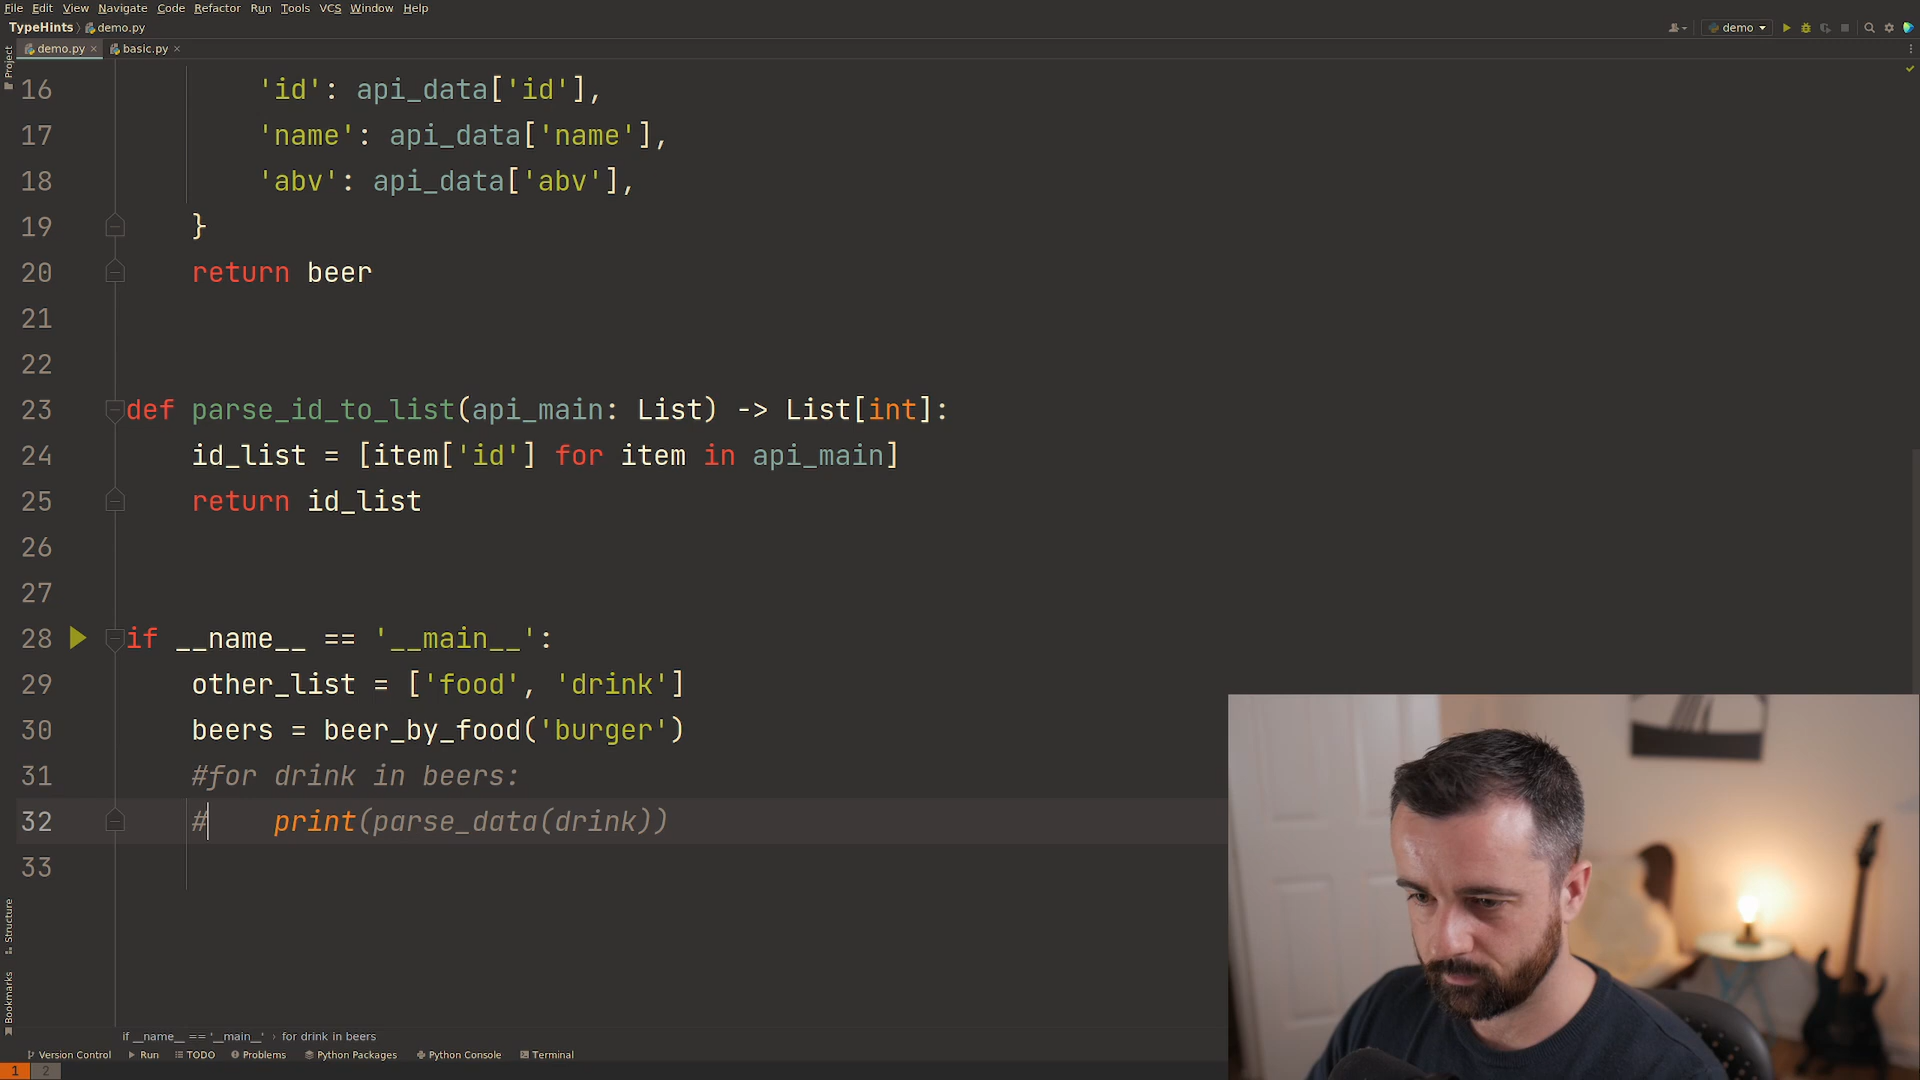 File Edit View Navigate Code Refactor Run Tools VCS Window Help
TypeHints demo.py
demo
demo.py basic.py
Project
16 'id': api_data['id'],
17 'name': api_data['name'],
18 'abv': api_data['abv'],
19 }
20 return beer
21
22
23 def parse_id_to_list(api_main: List) -> List[int]:
24 id_list = [item['id'] for item in api_main]
25 return id_list
26
27
28 if __name__ == '__main__':
29 other_list = ['food', 'drink']
30 beers = beer_by_food('burger')
31 #for drink in beers:
32 #    print(parse_data(drink))
33
Structure
Bookmarks
if __name__ == '__main__' › for drink in beers
Version Control Run TODO Problems Python Packages Python Console Terminal
1 2